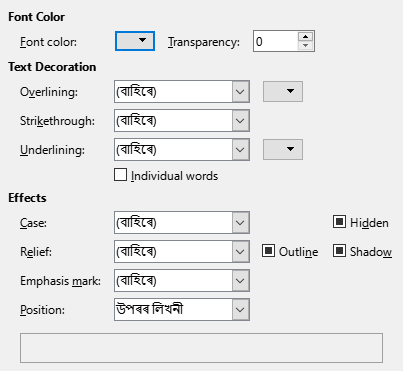 Font Color
Font color: Transparency: 0
Text Decoration
Overlining: (বাহিৰে)
Strikethrough: (বাহিৰে)
Underlining: (বাহিৰে)
Individual words
Effects
Case: (বাহিৰে) Hidden
Relief: (বাহিৰে) Outline Shadow
Emphasis mark: (বাহিৰে)
Position: উপৰৰ লিখনী